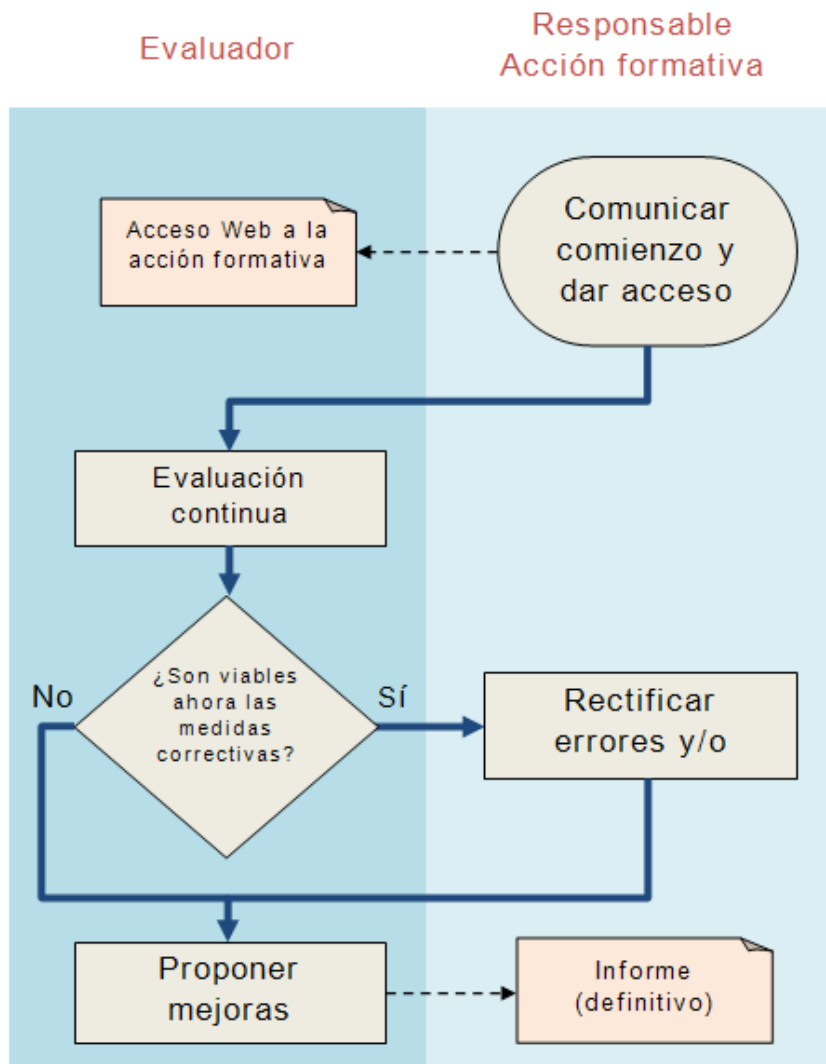 Evaluador
Responsable
Acción formativa
Acceso Web a la
acción formativa
Comunicar
comienzo y
dar acceso
Evaluación
continua
No
¿Son viables
ahora las
medidas
correctivas?
Sí
Rectificar
errores y/o
Proponer
mejoras
Informe
(definitivo)